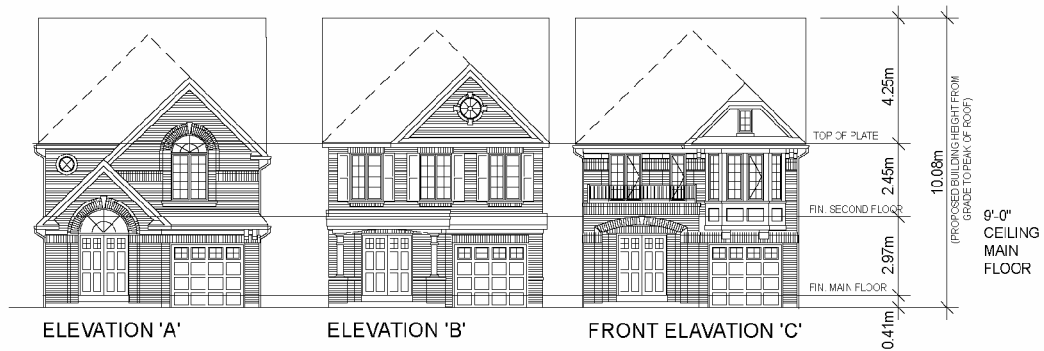 4.25m
TOP OF PLATE
2.45m
FIN. SECOND FLOOR
2.97m
FIN. MAIN FLOOR
0.41m
10.08m
(PROPOSED BUILDING HEIGHT FROM
GRADE TO PEAK OF ROOF)
9'-0"
CEILING
MAIN
FLOOR
ELEVATION 'A'
ELEVATION 'B'
FRONT ELAVATION 'C'